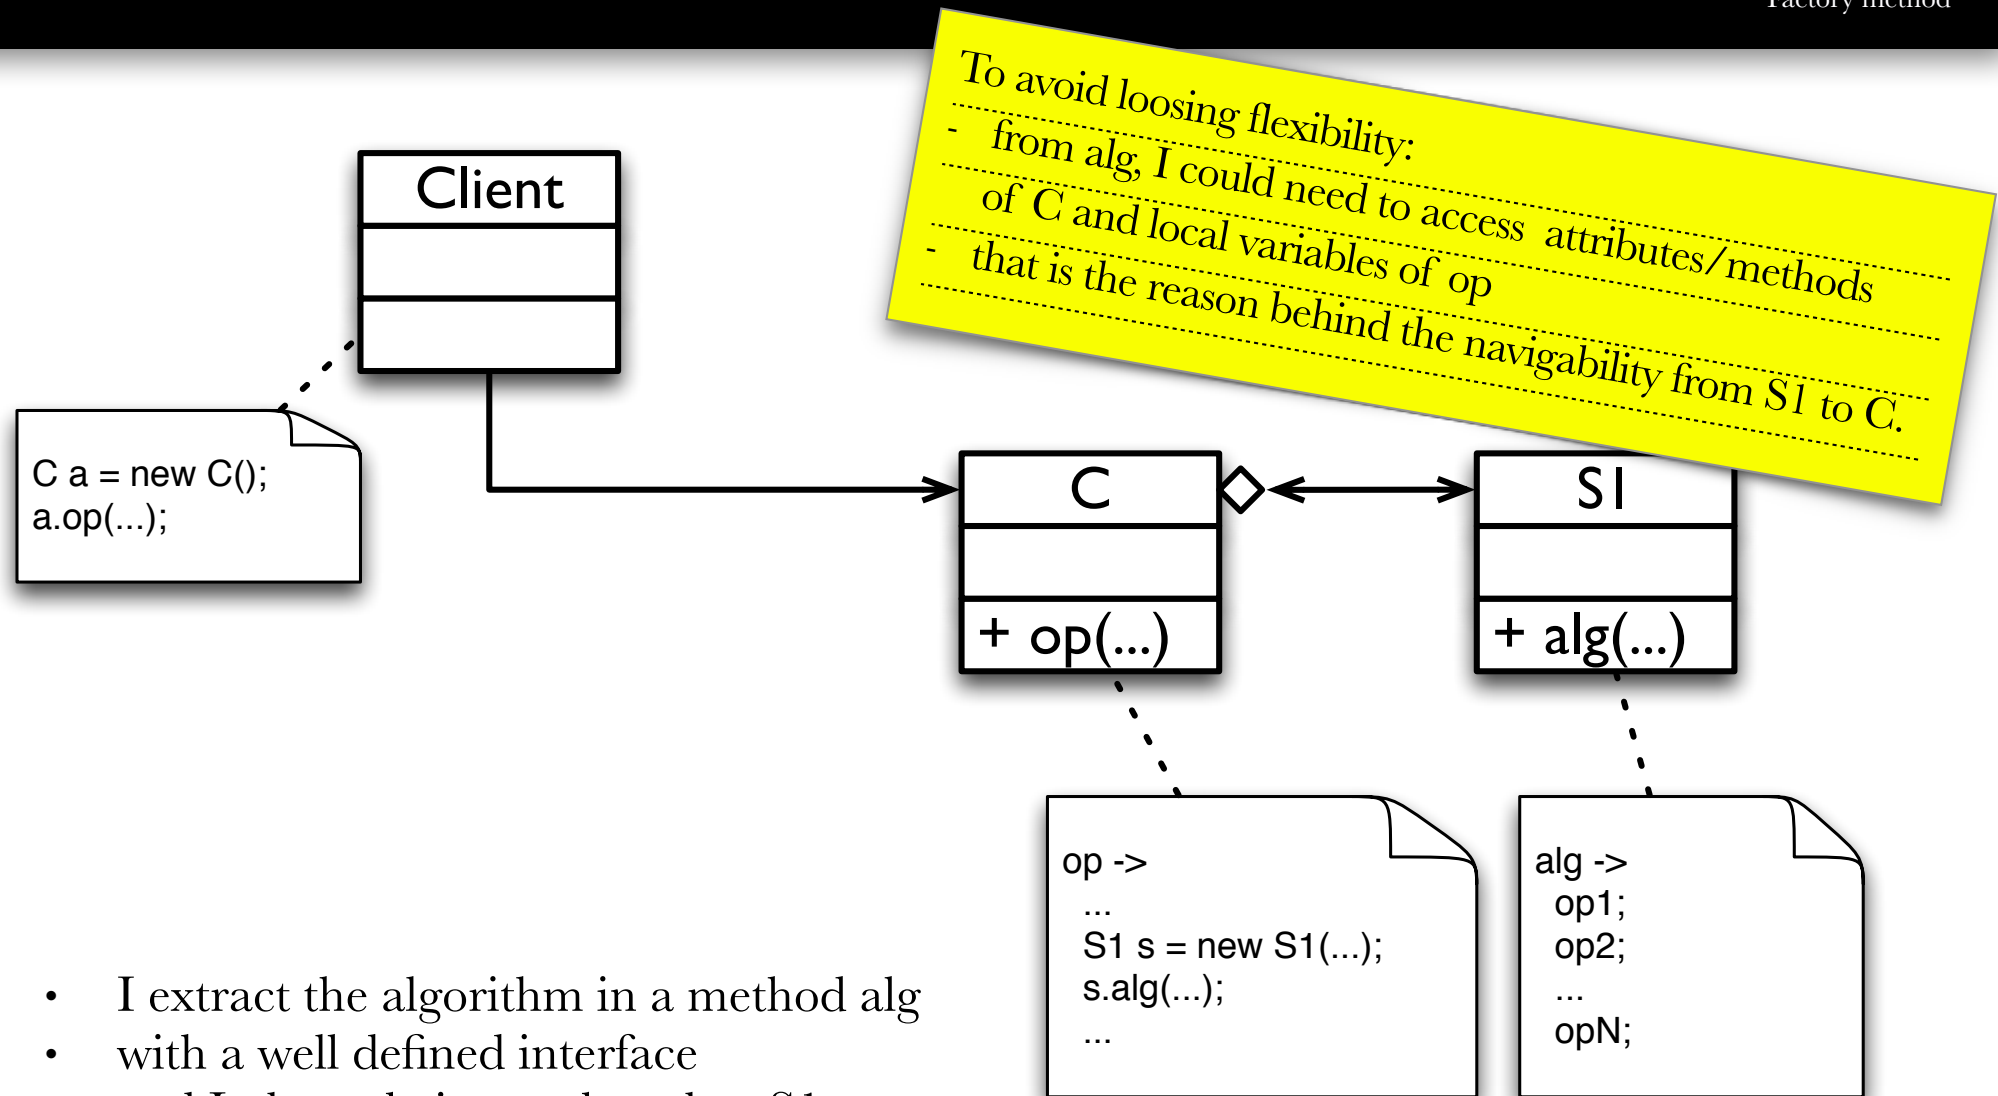 Factory method
To avoid loosing flexibility:
- from alg, I could need to access attributes/methods
of C and local variables of op
- that is the reason behind the navigability from S1 to C.
Client
C a = new C();
a.op(...);
C
+ op(...)
S1
+ alg(...)
op ->
...
S1 s = new S1(...);
s.alg(...);
...
alg ->
op1;
op2;
...
opN;
• I extract the algorithm in a method alg
• with a well defined interface